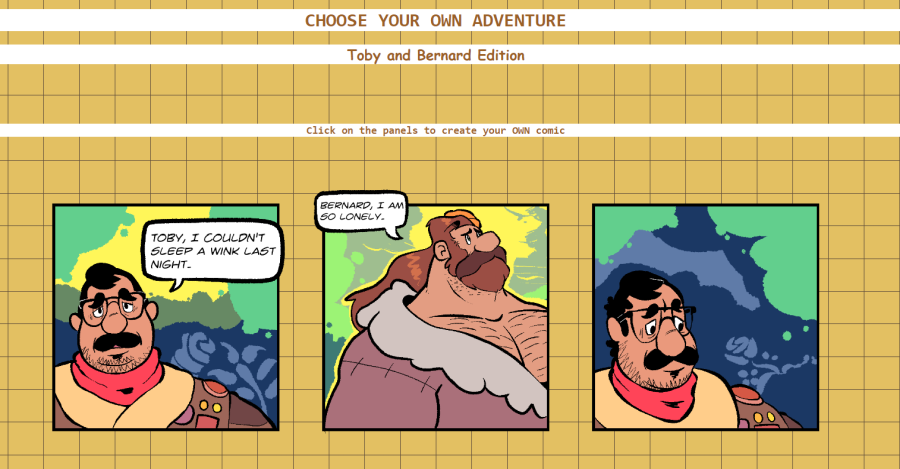 CHOOSE YOUR OWN ADVENTURE
Toby and Bernard Edition
Click on the panels to create your OWN comic
TOBY, I COULDN'T
SLEEP A WINK LAST
NIGHT..
BERNARD, I AM
SO LONELY..